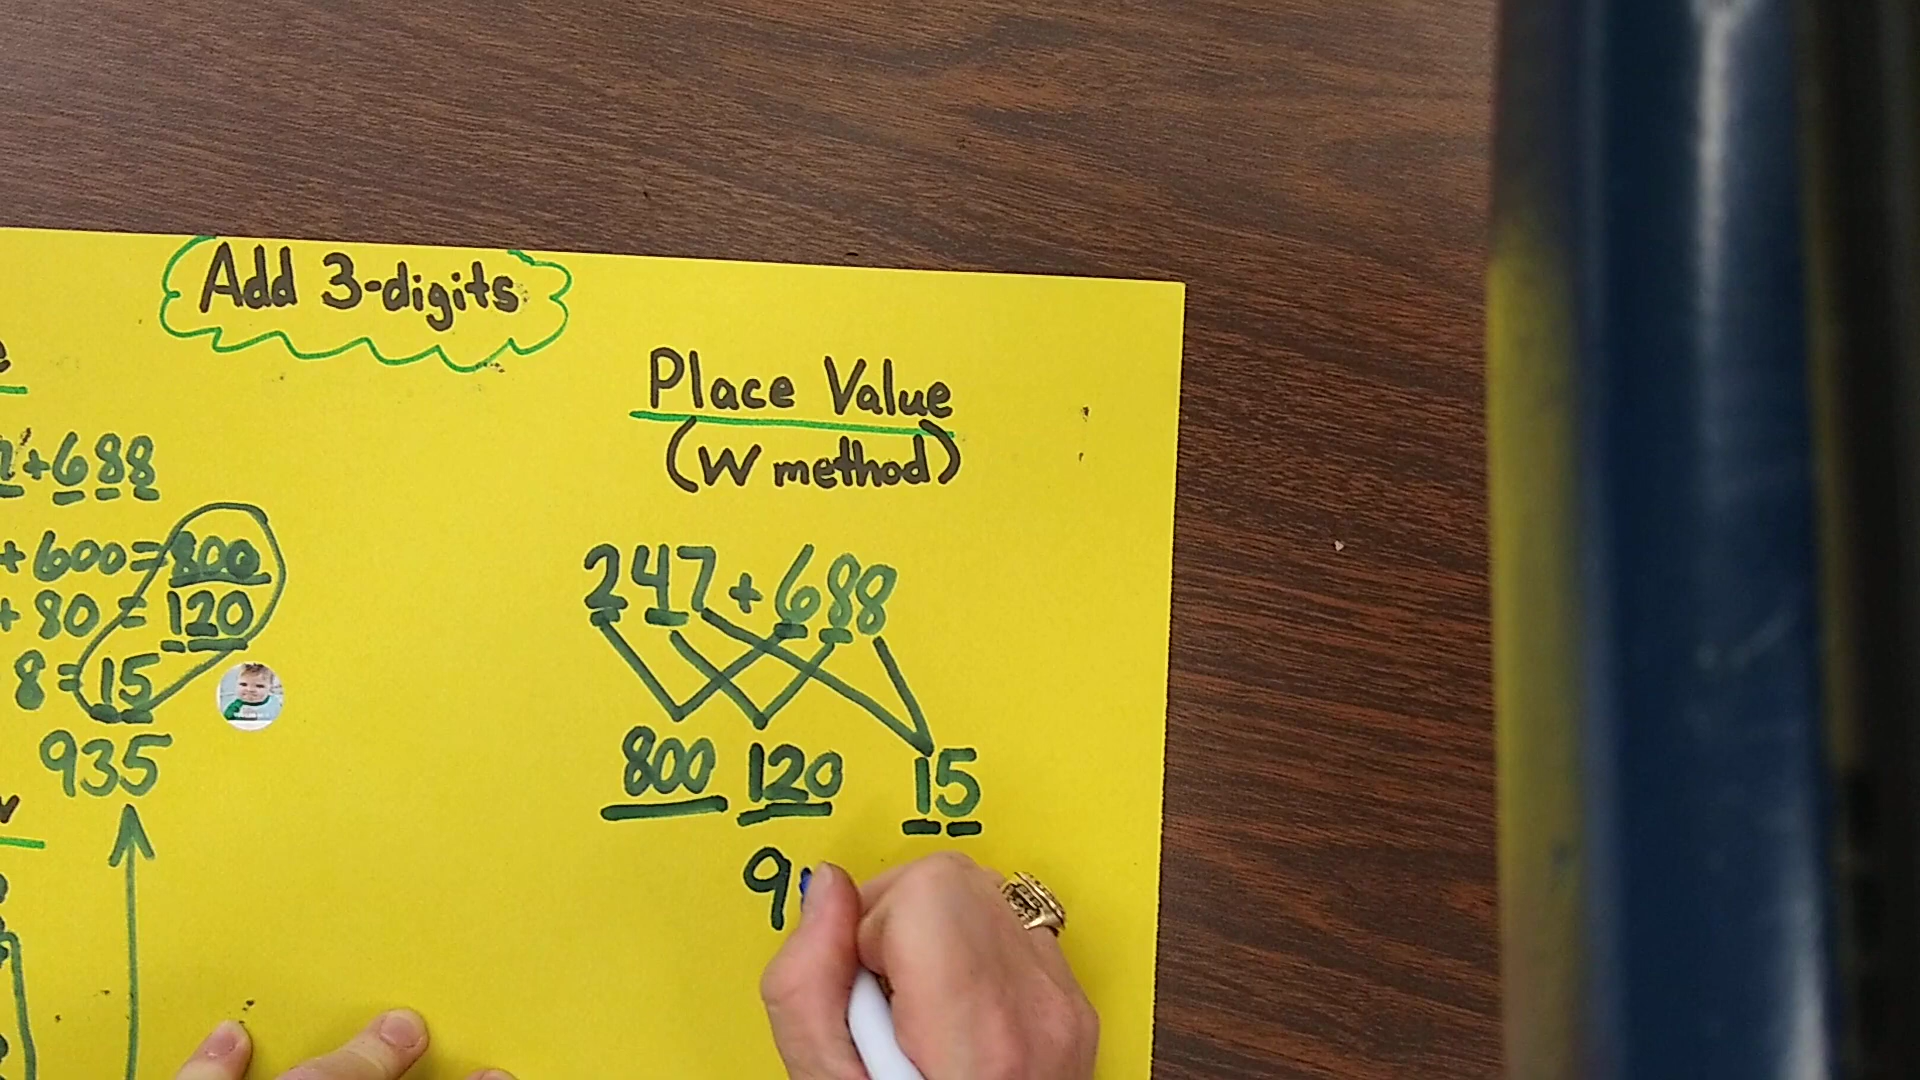 Add 3-digits
+688
+600=800
+80=120
8=15
935
Place Value
(W method)
247+688
800 120 15
9